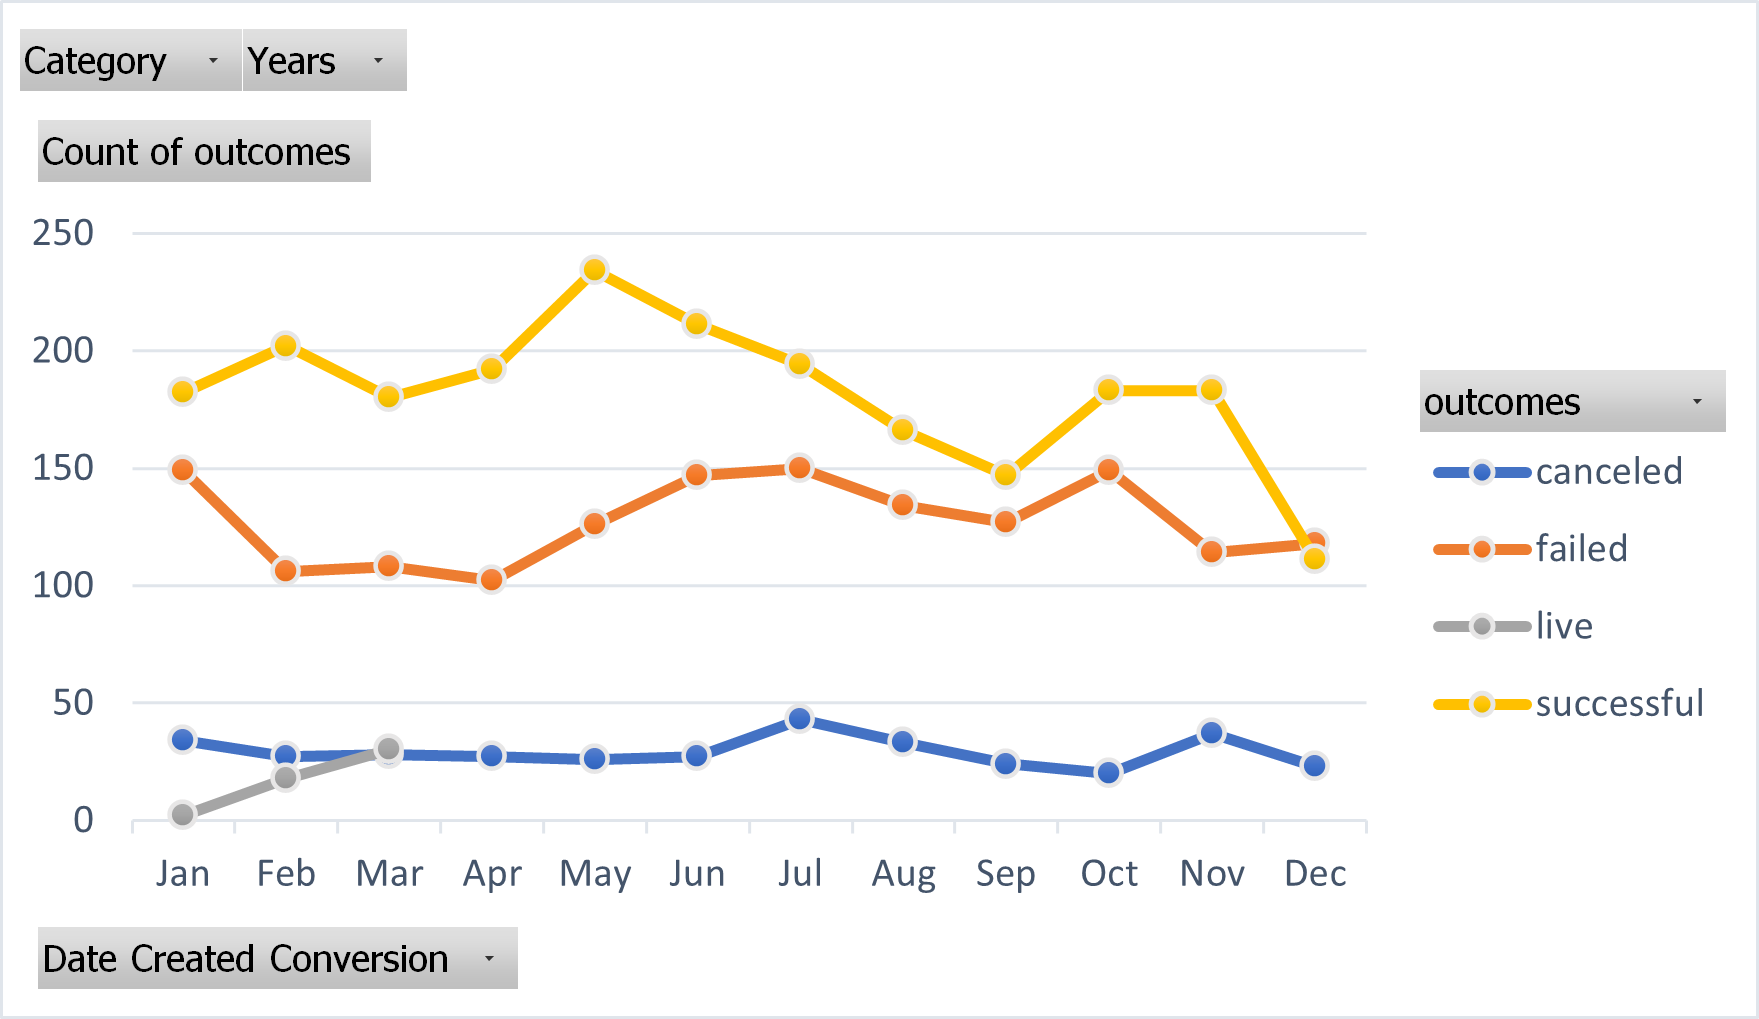 Category Years
Count of outcomes
250
200
150
100
50
0
Jan Feb Mar Apr May Jun Jul Aug Sep Oct Nov Dec
outcomes
canceled
failed
live
successful
Date Created Conversion